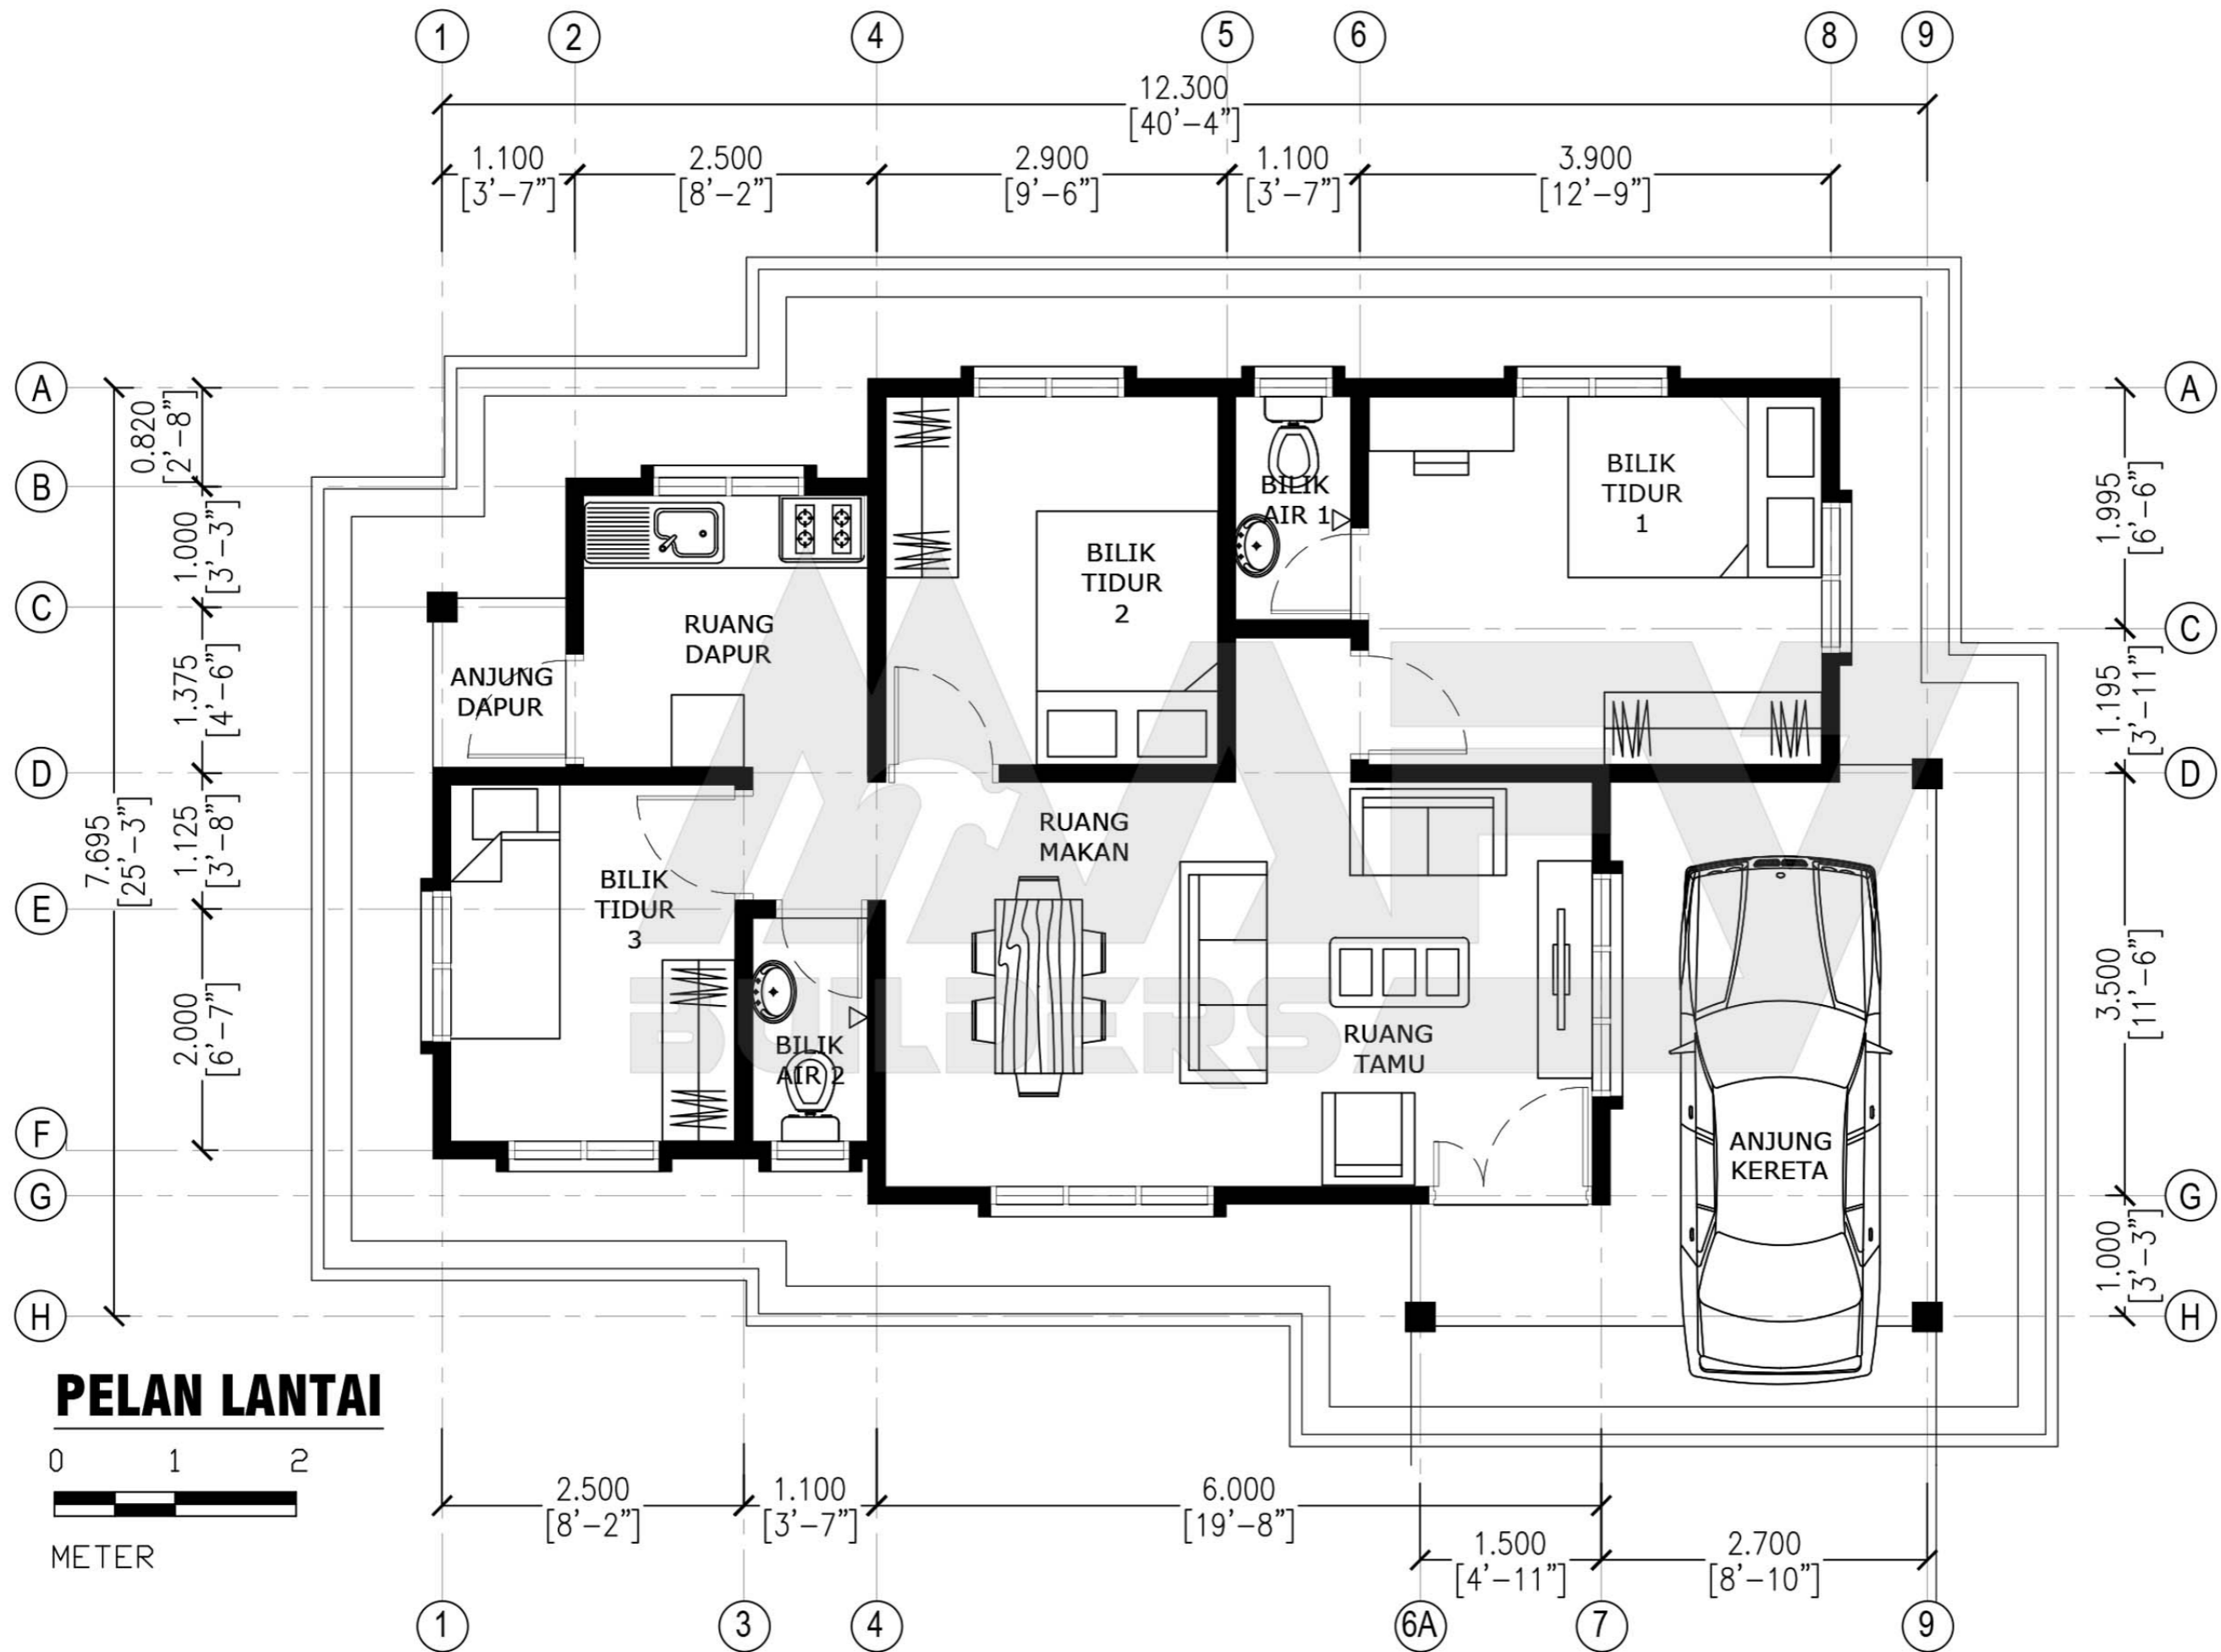 1 2 4 5 6 8 9
12.300
[40'-4"]
1.100 2.500 2.900 1.100 3.900
[3'-7"] [8'-2"] [9'-6"] [3'-7"] [12'-9"]
A
B
C
D
E
F
G
H
0.820
[2'-8"]
1.000
[3'-3"]
1.375
[4'-6"]
1.125
[3'-8"]
2.000
[6'-7"]
7.695
[25'-3"]
BILIK
TIDUR
1
BILIK
AIR 1
BILIK
TIDUR
2
RUANG
DAPUR
ANJUNG
DAPUR
RUANG
MAKAN
BILIK
TIDUR
3
BILIK
AIR 2
RUANG
TAMU
ANJUNG
KERETA
MrAFV
BUILDERS
A
C
D
G
H
1.995
[6'-6"]
1.195
[3'-11"]
3.500
[11'-6"]
1.000
[3'-3"]
PELAN LANTAI
0 1 2
METER
2.500 1.100 6.000
[8'-2"] [3'-7"] [19'-8"]
1.500 2.700
[4'-11"] [8'-10"]
1 3 4 6A 7 9